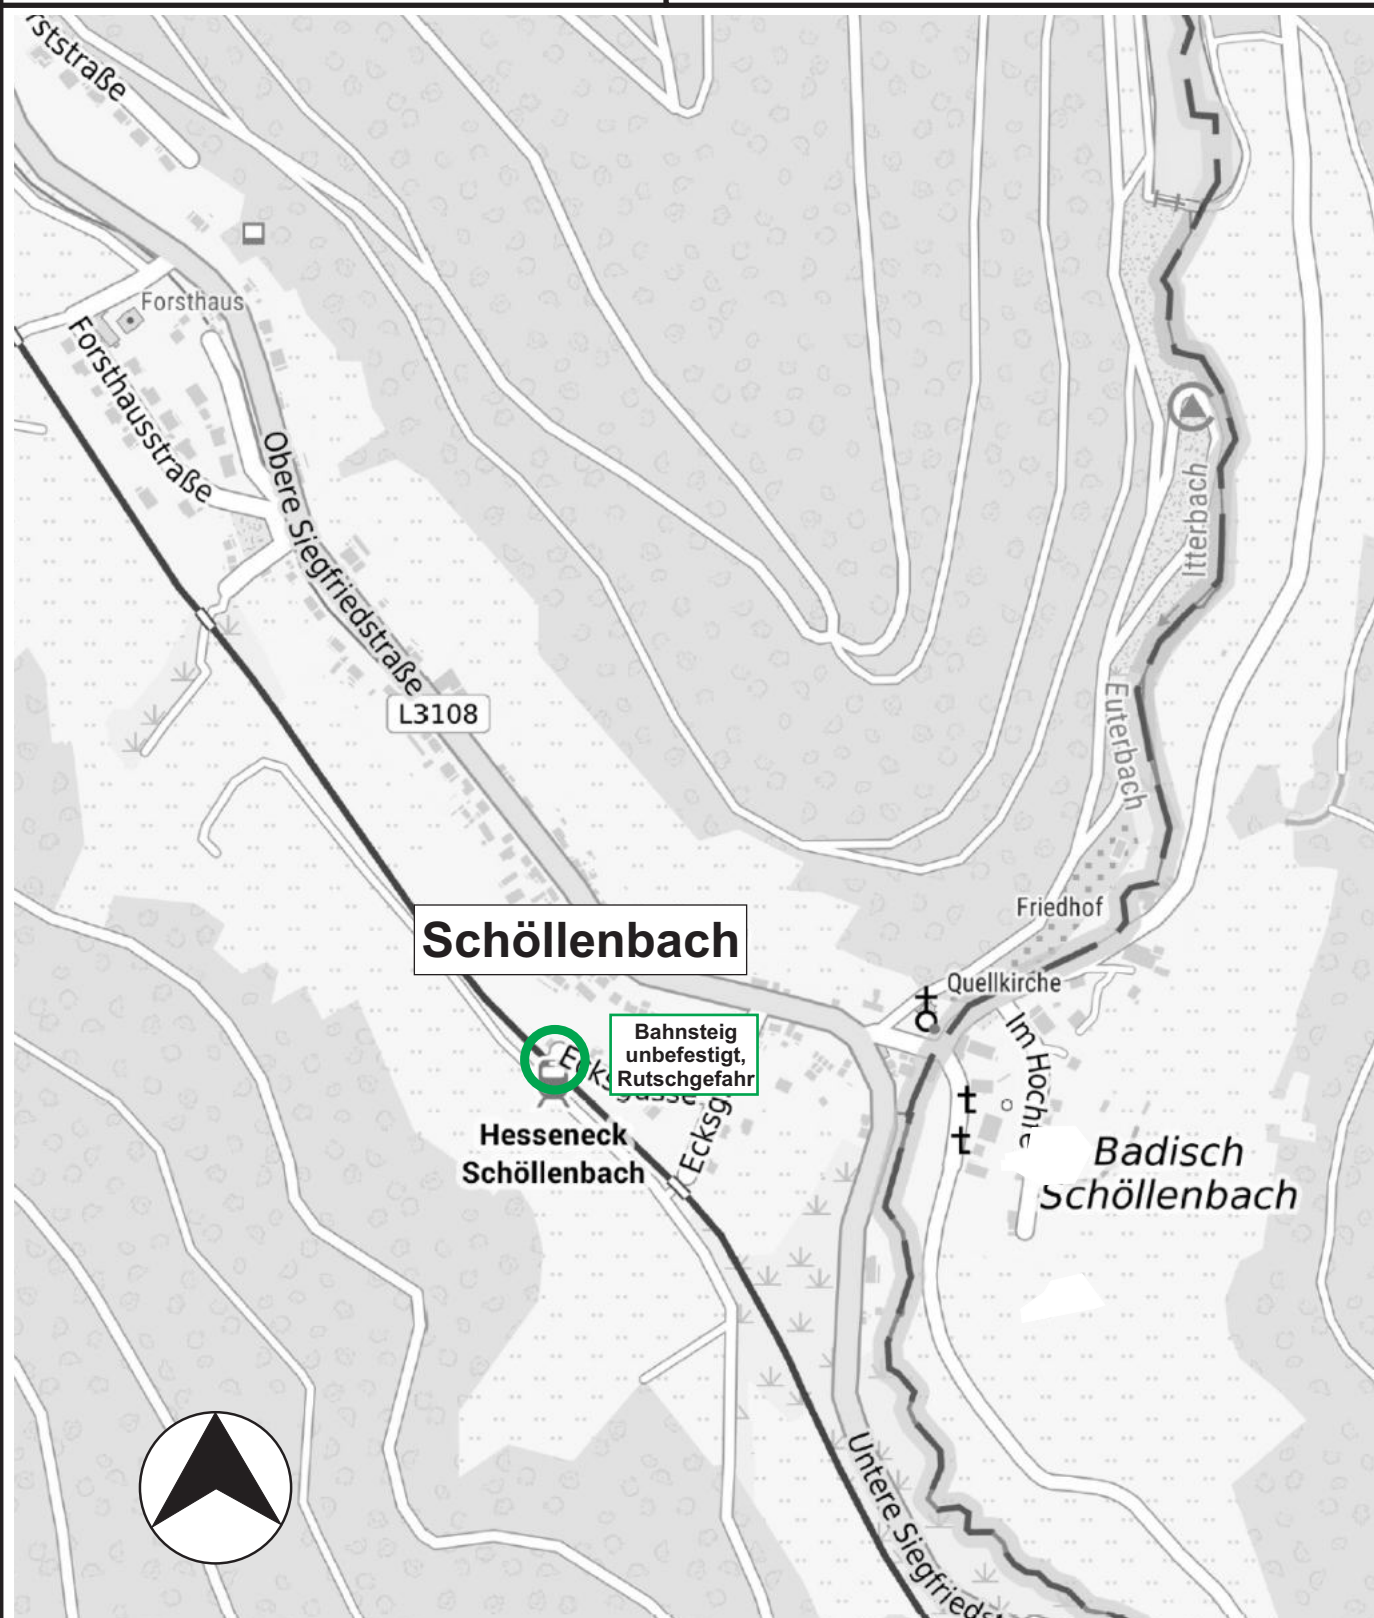 rststraße
Forsthaus
Forsthausstraße
Obere Siegfriedstraße
L3108
Itterbach
Euterbach
Friedhof
Schöllenbach
Quellkirche
Bahnsteig
unbefestigt,
Rutschgefahr
Ecksgasse
Ecksg
Im Hochre
Hesseneck
Schöllenbach
Badisch
Schöllenbach
Untere Siegfriedst